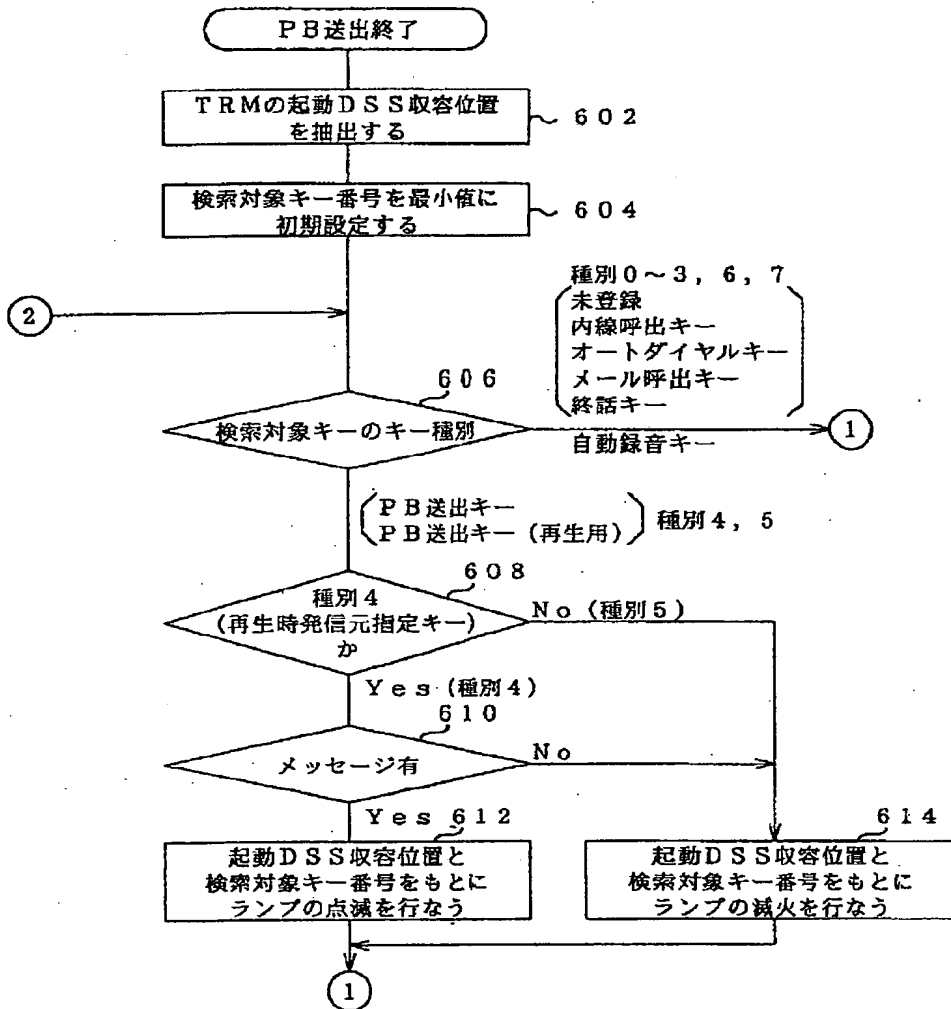 ＰＢ送出終了
ＴＲＭの起動ＤＳＳ収容位置
を抽出する
６０２
検索対象キー番号を最小値に
初期設定する
６０４
種別０～３，６，７
未登録
内線呼出キー
オートダイヤルキー
メール呼出キー
終話キー
２
６０６
検索対象キーのキー種別
自動録音キー
１
ＰＢ送出キー
ＰＢ送出キー（再生用）
種別４，５
６０８
種別４
（再生時発信元指定キー）
か
Ｎｏ（種別５）
Ｙｅｓ（種別４）
６１０
メッセージ有
Ｎｏ
Ｙｅｓ ６１２
６１４
起動ＤＳＳ収容位置と
検索対象キー番号をもとに
ランプの点滅を行なう
起動ＤＳＳ収容位置と
検索対象キー番号をもとに
ランプの滅火を行なう
１